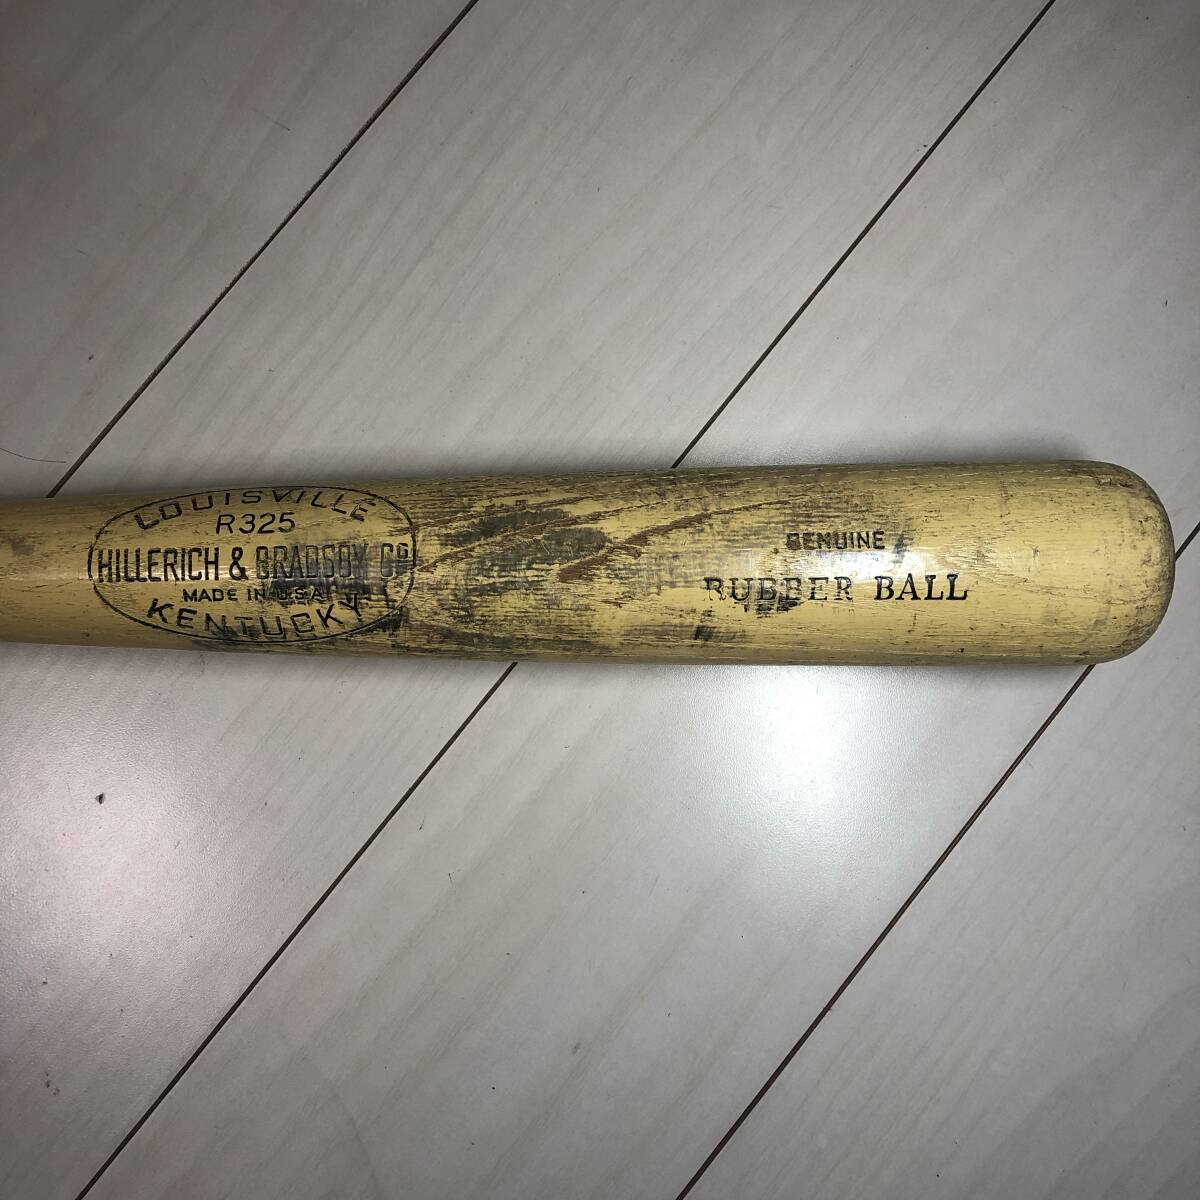 LOUISVILLE
R325
HILLERICH & BRADSBY Co
MADE IN U.S.A.
KENTUCKY
GENUINE
RUBBER BALL